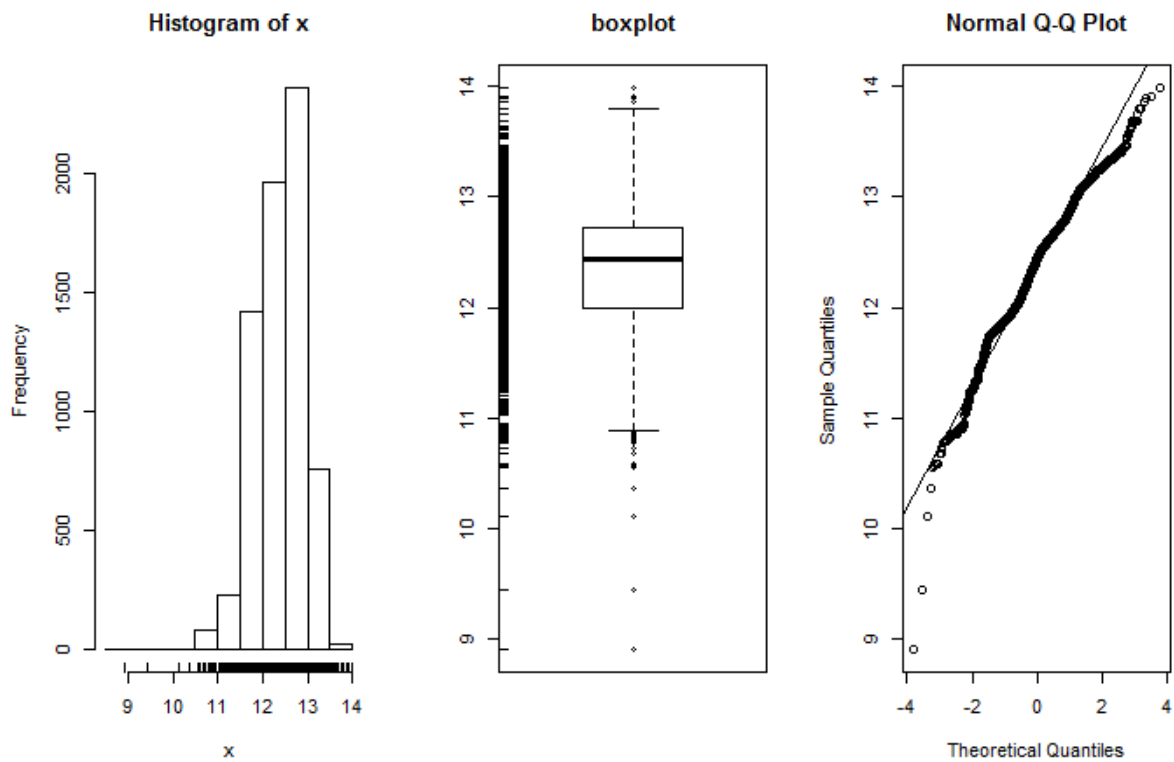 Histogram of x
Frequency
2000
1500
1000
500
0
9 10 11 12 13 14
x
boxplot
14
13
12
11
10
9
Normal Q-Q Plot
Sample Quantiles
14
13
12
11
10
9
-4 -2 0 2 4
Theoretical Quantiles